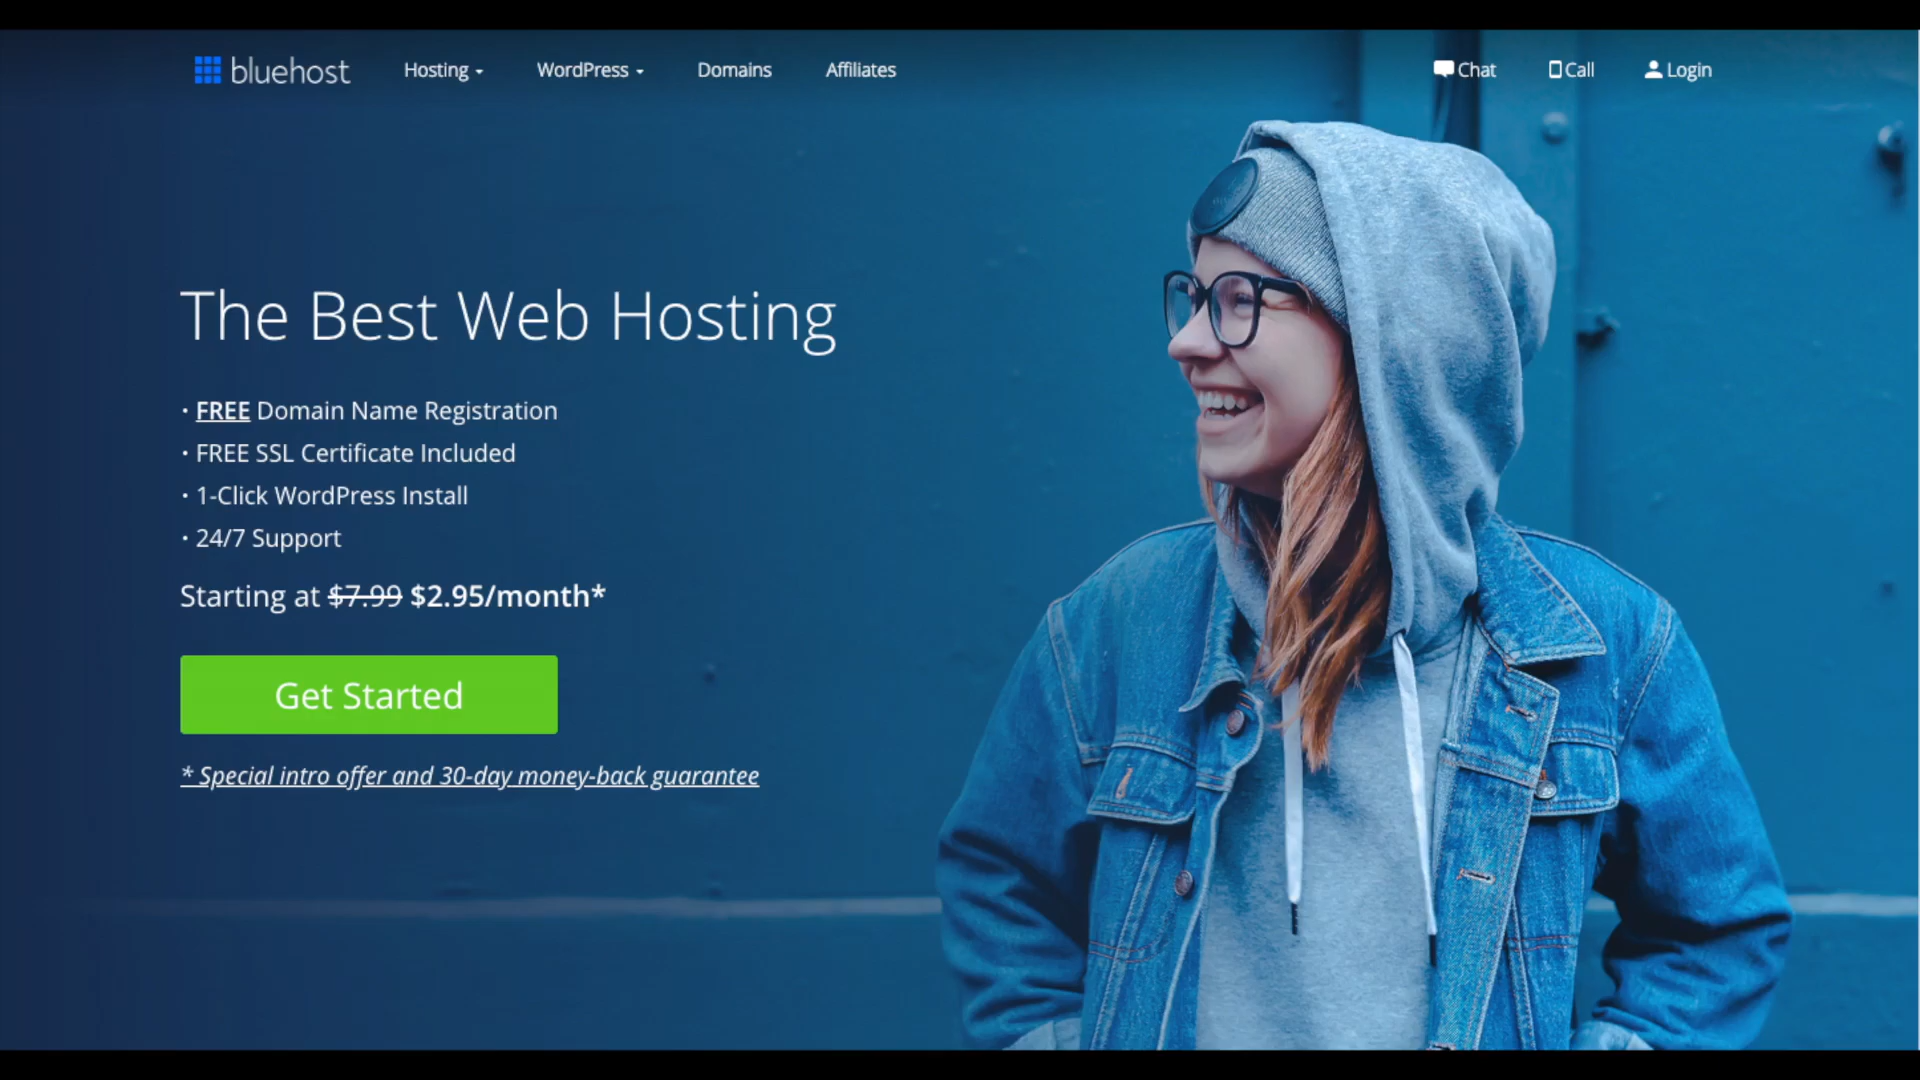 bluehost Hosting WordPress Domains Affiliates Chat Call Login
The Best Web Hosting
· FREE Domain Name Registration
· FREE SSL Certificate Included
· 1-Click WordPress Install
· 24/7 Support
Starting at $7.99 $2.95/month*
Get Started
* Special intro offer and 30-day money-back guarantee